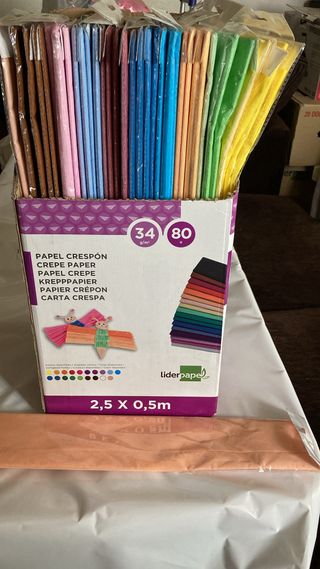 34
g/m²
80
PAPEL CRESPÓN
CREPE PAPER
PAPEL CREPE
KREPPPAPIER
PAPIER CRÉPON
CARTA CRESPA
liderpapel
2,5 X 0,5m